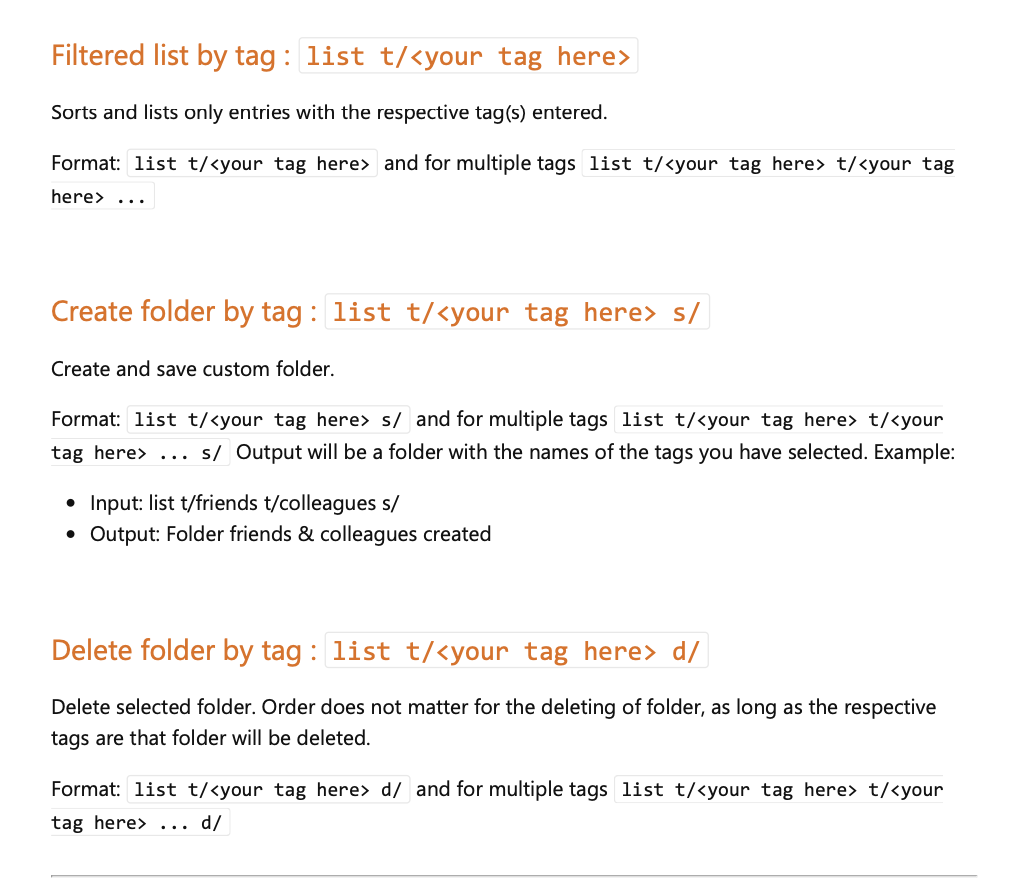 Filtered list by tag : list t/<your tag here>
Sorts and lists only entries with the respective tag(s) entered.
Format: list t/<your tag here> and for multiple tags list t/<your tag here> t/<your tag
here> ...
Create folder by tag : list t/<your tag here> s/
Create and save custom folder.
Format: list t/<your tag here> s/ and for multiple tags list t/<your tag here> t/<your
tag here> ... s/ Output will be a folder with the names of the tags you have selected. Example:
• Input: list t/friends t/colleagues s/
• Output: Folder friends & colleagues created
Delete folder by tag : list t/<your tag here> d/
Delete selected folder. Order does not matter for the deleting of folder, as long as the respective
tags are that folder will be deleted.
Format: list t/<your tag here> d/ and for multiple tags list t/<your tag here> t/<your
tag here> ... d/